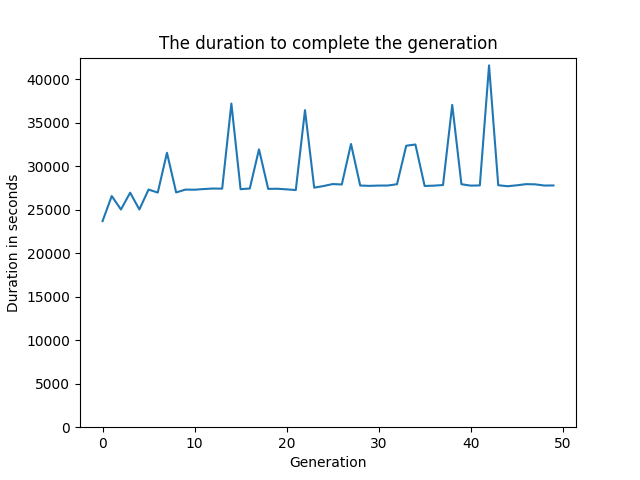 The duration to complete the generation
40000
35000
30000
25000
20000
15000
10000
5000
0
Duration in seconds
0 10 20 30 40 50
Generation